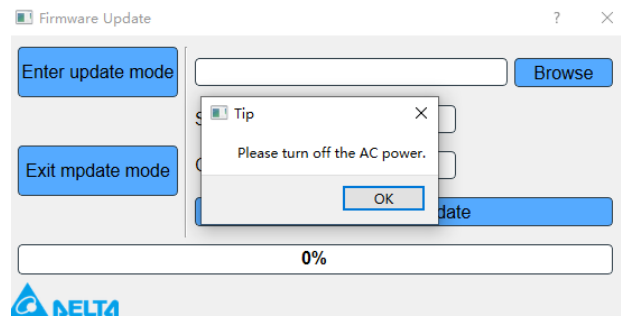 Firmware Update
?
Enter update mode
Browse
S
Tip
Please turn off the AC power.
Exit mpdate mode
OK
date
0%
DELTA